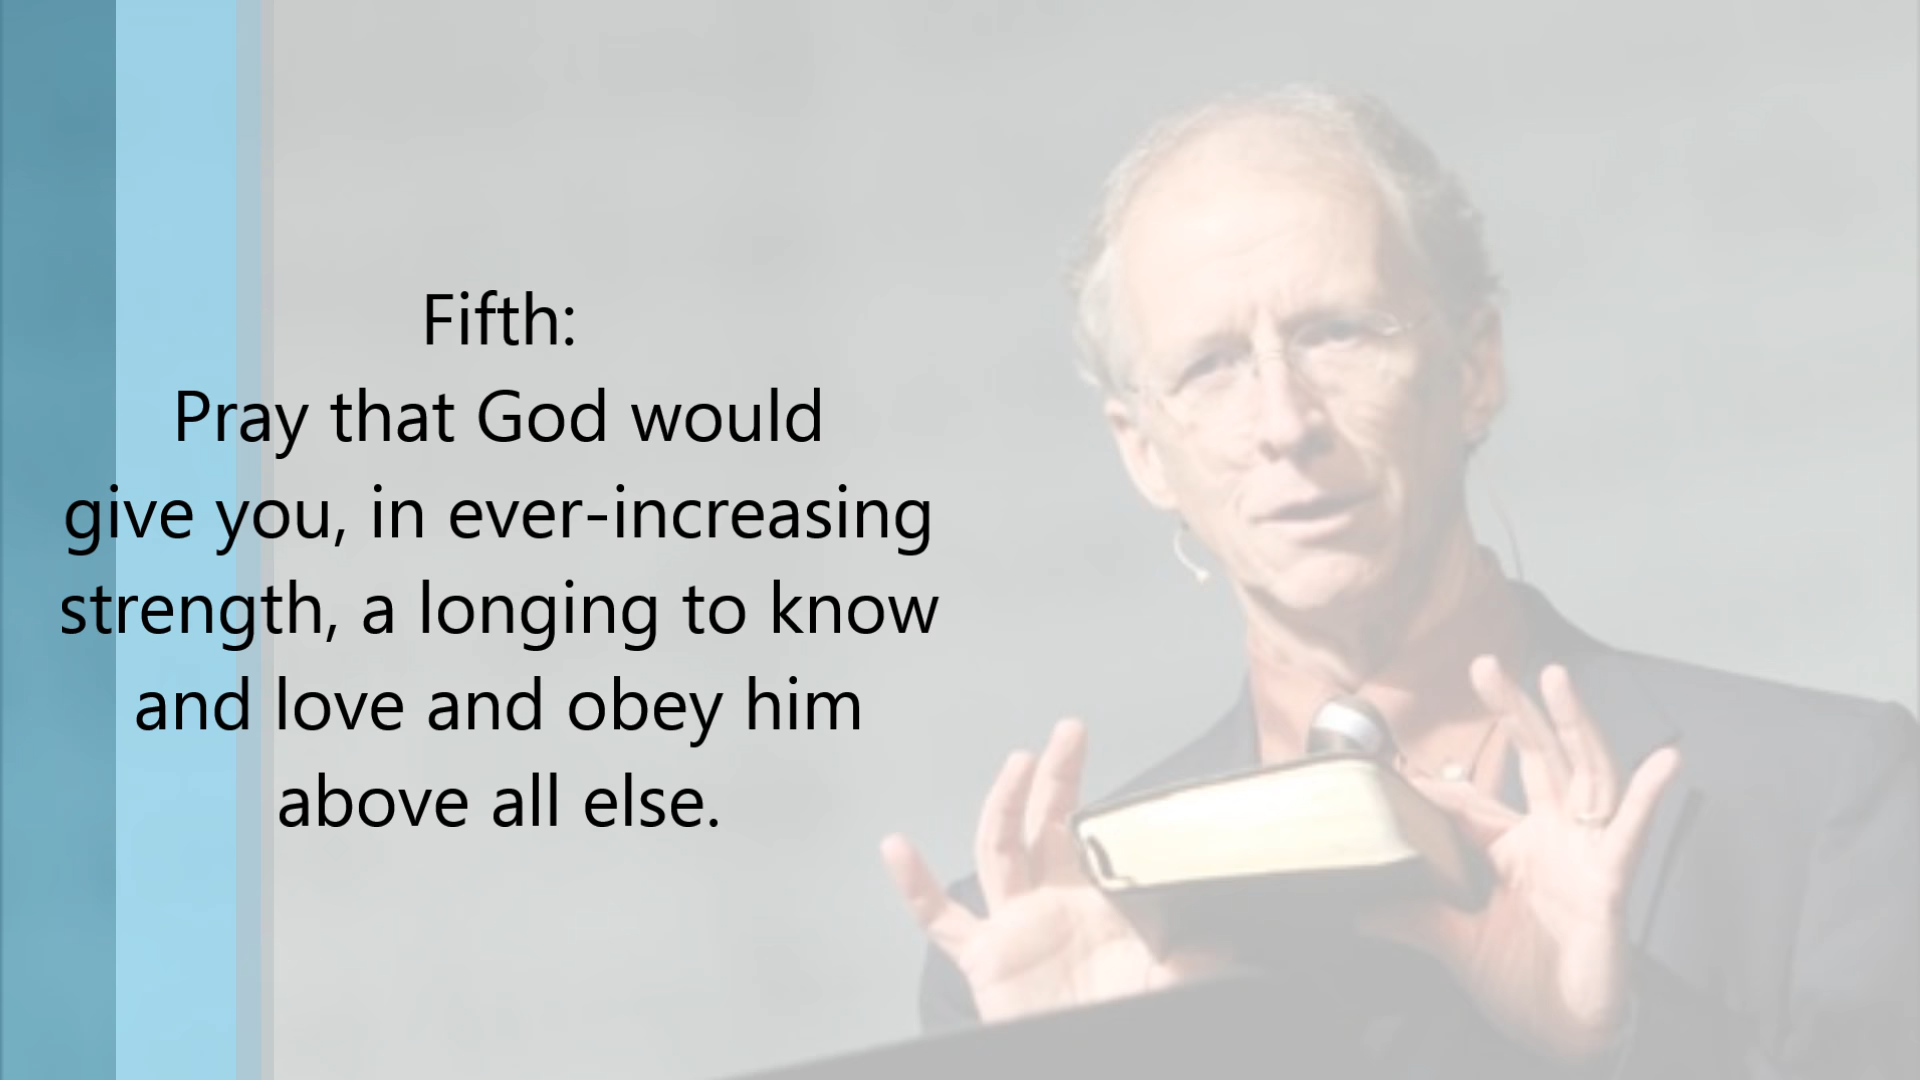 Fifth:
Pray that God would
give you, in ever-increasing
strength, a longing to know
and love and obey him
above all else.